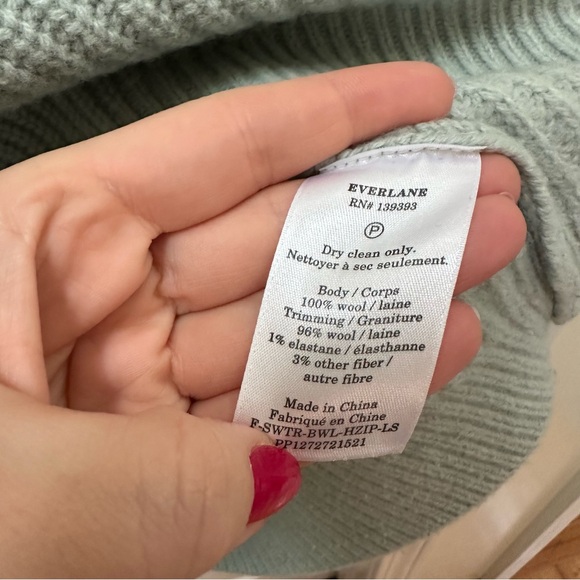 EVERLANE
RN# 139393
P
Dry clean only.
Nettoyer à sec seulement.
Body / Corps
100% wool / laine
Trimming / Graniture
96% wool / laine
1% elastane / élasthanne
3% other fiber /
autre fibre
Made in China
Fabriqué en Chine
F-SWTR-BWL-HZIP-LS
PP1272721521